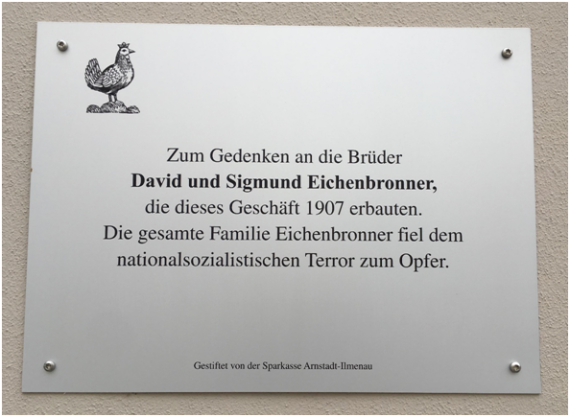 Zum Gedenken an die Brüder
David und Sigmund Eichenbronner,
die dieses Geschäft 1907 erbauten.
Die gesamte Familie Eichenbronner fiel dem
nationalsozialistischen Terror zum Opfer.
Gestiftet von der Sparkasse Arnstadt-Ilmenau